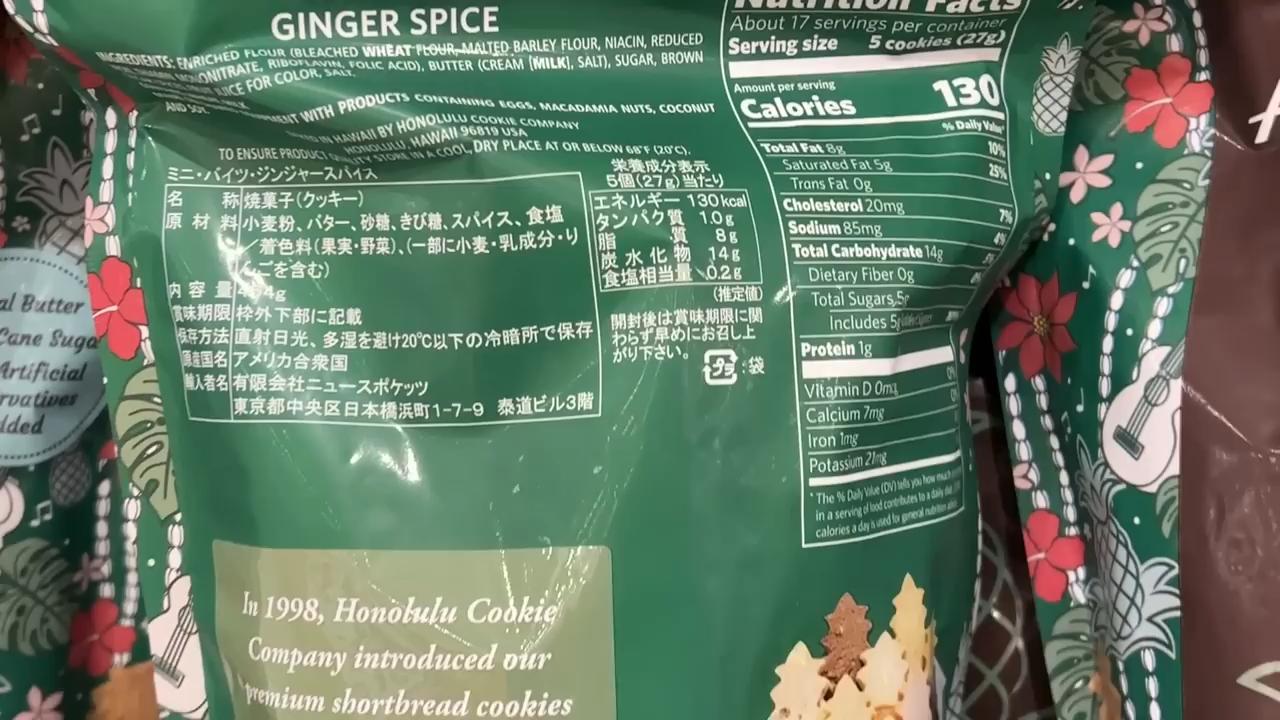 GINGER SPICE
INGREDIENTS: ENRICHED FLOUR (BLEACHED WHEAT FLOUR, MALTED BARLEY FLOUR, NIACIN, REDUCED
MONONITRATE, RIBOFLAVIN, FOLIC ACID), BUTTER (CREAM [MILK], SALT), SUGAR, BROWN
JUICE FOR COLOR, SALT.
AND SOY.
WITH PRODUCTS CONTAINING EGGS, MACADAMIA NUTS, COCONUT
IN HAWAII BY HONOLULU COOKIE COMPANY
HONOLULU, HAWAII 96819 USA
TO ENSURE PRODUCT STORE IN A COOL, DRY PLACE AT OR BELOW 68°F (20°C).
ミニ・バイツ・ジンジャースパイス
名 称 焼菓子(クッキー)
原材料 小麦粉、バター、砂糖、きび糖、スパイス、食塩
/着色料(果実・野菜)、(一部に小麦・乳成分・り
んごを含む)
内容量
賞味期限 枠外下部に記載
保存方法 直射日光、多湿を避け20℃以下の冷暗所で保存
原産国名 アメリカ合衆国
輸入者名 有限会社ニュースポケッツ
東京都中央区日本橋浜町1-7-9 泰道ビル3階
栄養成分表示
5個(27g)当たり
エネルギー 130kcal
タンパク質 1.0g
脂質 8g
炭水化物 14g
食塩相当量 0.2g
(推定値)
開封後は賞味期限に関
わらず早めにお召し上
がり下さい。
プラ 袋
Nutrition Facts
About 17 servings per container
Serving size 5 cookies (27g)
Amount per serving
Calories 130
% Daily Value*
Total Fat 8g 10%
Saturated Fat 5g 25%
Trans Fat 0g
Cholesterol 20mg 7%
Sodium 85mg 4%
Total Carbohydrate 14g
Dietary Fiber 0g
Total Sugars 5g
Includes 5g
Protein 1g
Vitamin D 0mg
Calcium 7mg
Iron 1mg
Potassium 21mg
* The % Daily Value (DV) tells you how much
in a serving of food contributes to a daily
calories a day is used for general nutrition
al Butter
Cane Suga
Artificial
rvatives
dded
In 1998, Honolulu Cookie
Company introduced our
premium shortbread cookies